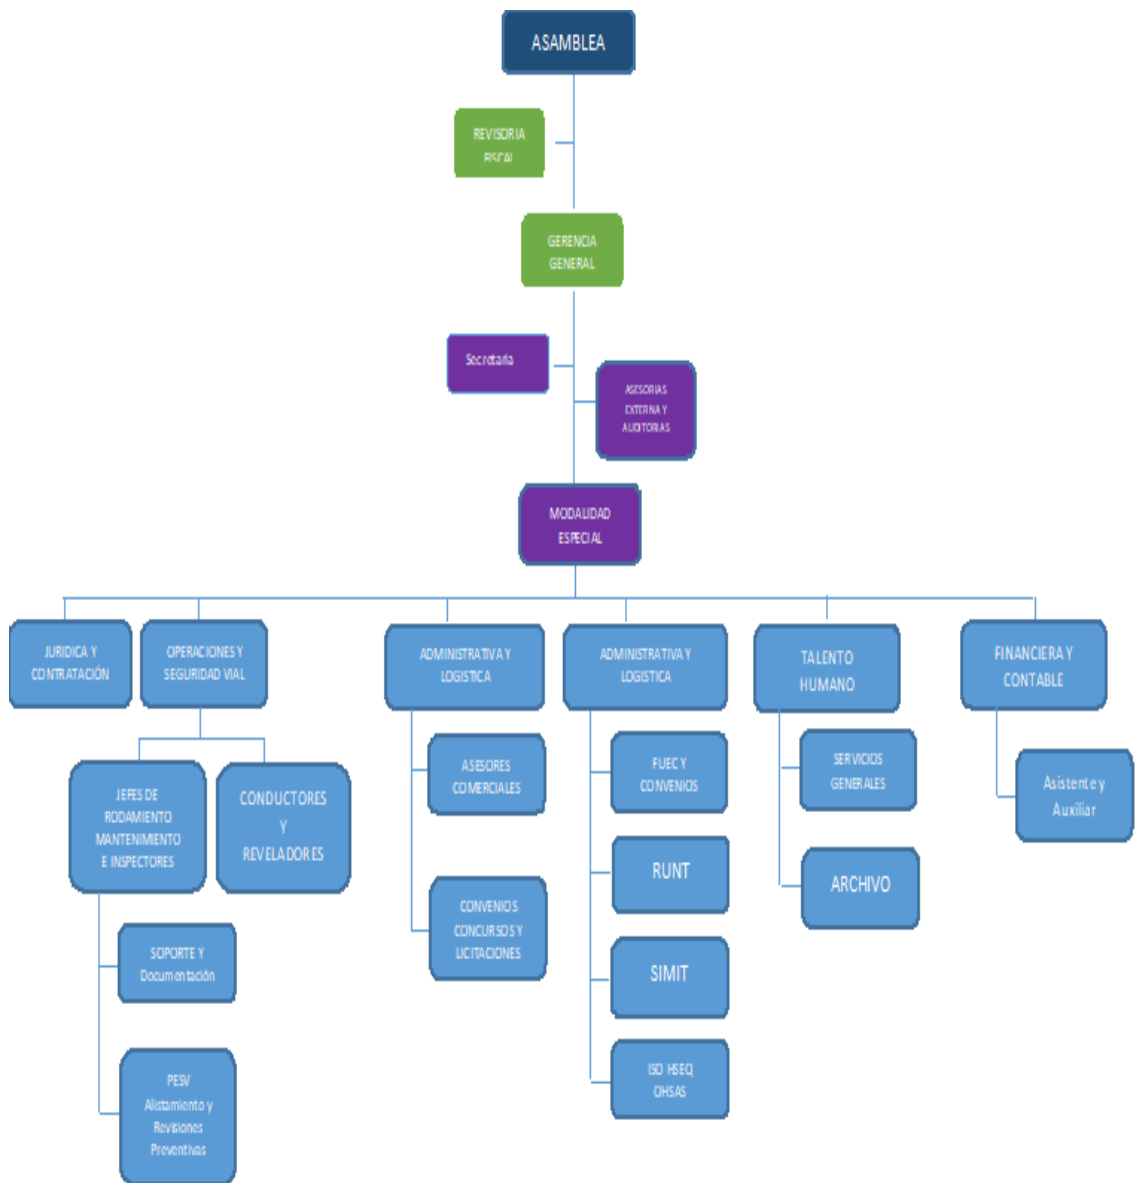 ASAMBLEA
REVISORIA
FISCAL
GERENCIA
GENERAL
Secretaria
ASESORIAS
EXTERNA Y
AUDITORIAS
MODALIDAD
ESPECIAL
JURIDICA Y
CONTRATACIÓN
OPERACIONES Y
SEGURIDAD VIAL
ADMINISTRATIVA Y
LOGISTICA
ADMINISTRATIVA Y
LOGISTICA
TALENTO
HUMANO
FINANCIERA Y
CONTABLE
JEFES DE
RODAMIENTO
MANTENIMIENTO
E INSPECTORES
CONDUCTORES
Y
REVELADORES
ASESORES
COMERCIALES
FUEC Y
CONVENIOS
SERVICIOS
GENERALES
Asistente y
Auxiliar
RUNT
ARCHIVO
CONVENIOS
CONCURSOS Y
LICITACIONES
SOPORTE Y
Documentación
SIMIT
PESV
Alistamiento y
Revisiones
Preventivas
ISO HSEQ,
OHSAS